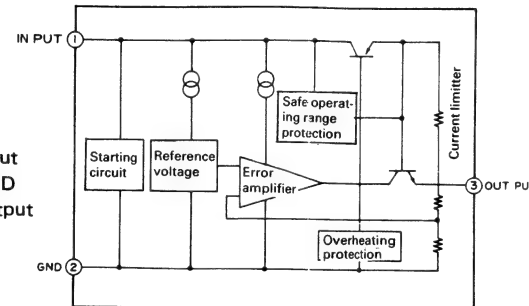 IN PUT 1
Safe operat-
ing range
protection
Current limitter
Starting
circuit
Reference
voltage
Error
amplifier
3 OUT PU
ut
D
tput
Overheating
protection
GND 2